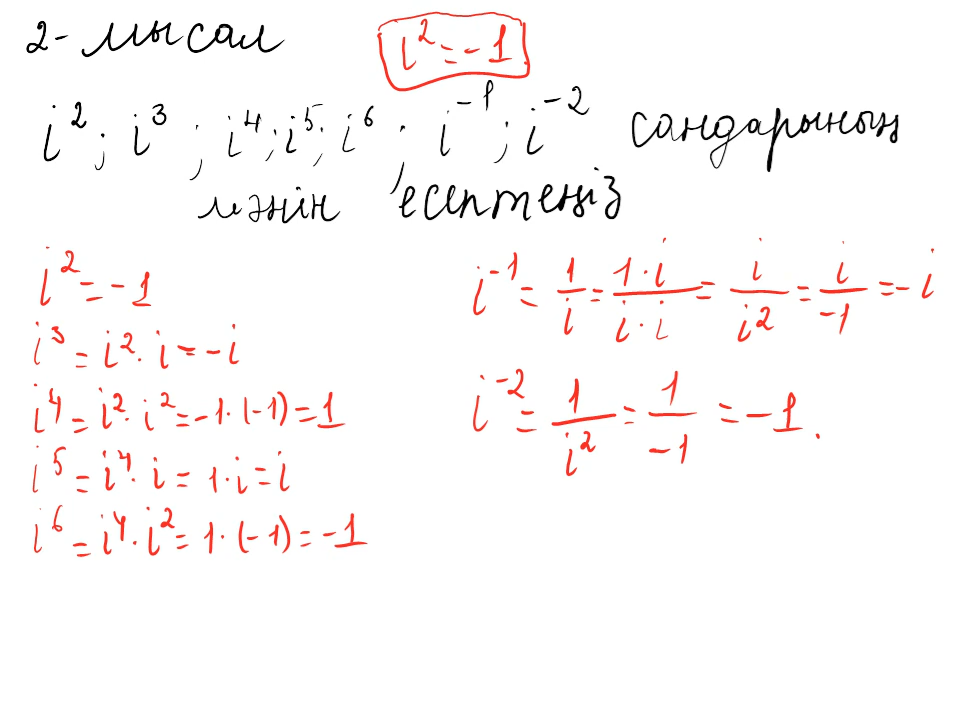 2-мысал
i² = -1
i²; i³; i⁴; i⁵; i⁶; i⁻¹; i⁻² сандарының
мәнін есептеңіз
i² = -1
i³ = i² · i = -i
i⁴ = i² · i² = -1 · (-1) = 1
i⁵ = i⁴ · i = 1 · i = i
i⁶ = i⁴ · i² = 1 · (-1) = -1
i⁻¹ = 1/i = 1·i/i·i = i/i² = i/-1 = -i
i⁻² = 1/i² = 1/-1 = -1.